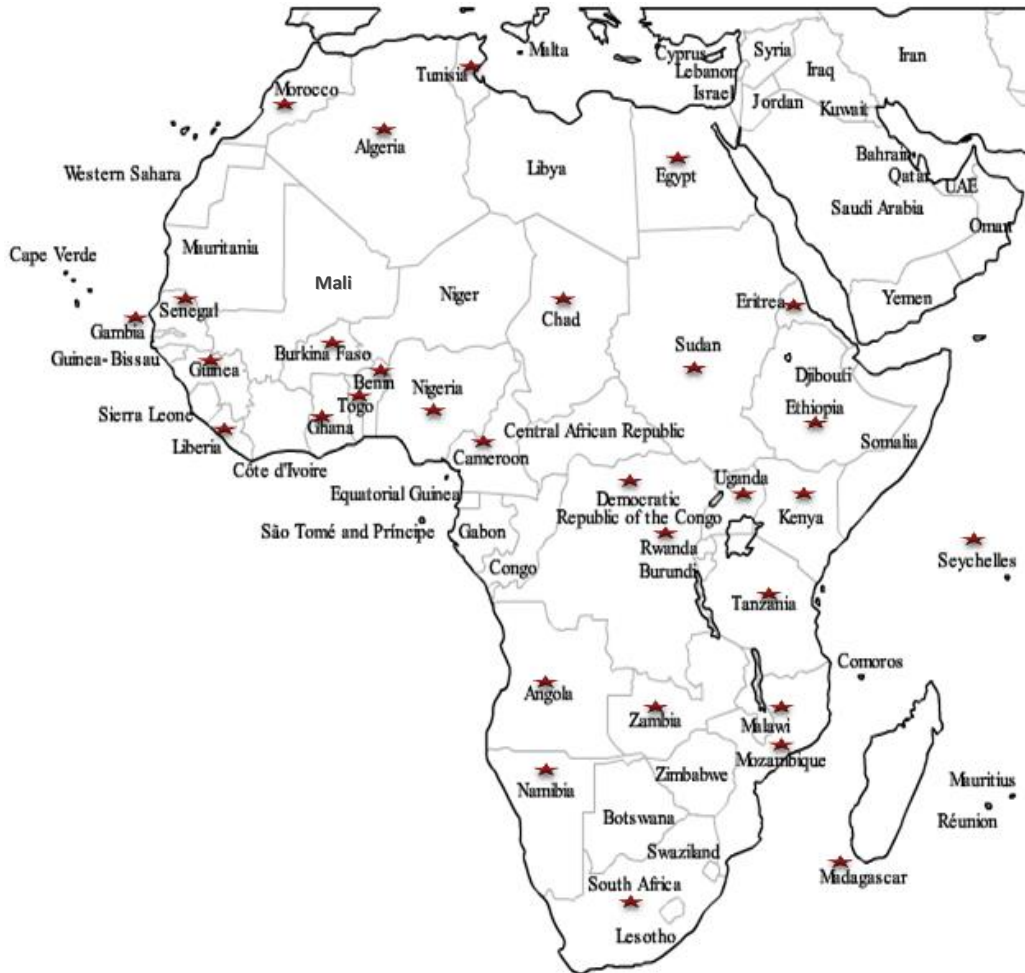 Malta
Cyprus
Syria
Lebanon
Iraq
Iran
Tunisia
Israel
Morocco
Jordan
Kuwait
Algeria
Western Sahara
Libya
Egypt
Bahrain
Qatar
UAE
Saudi Arabia
Oman
Mauritania
Cape Verde
Mali
Niger
Senegal
Chad
Eritrea
Yemen
Gambia
Guinea-Bissau
Burkina Faso
Sudan
Guinea
Benin
Nigeria
Djibouti
Togo
Ethiopia
Sierra Leone
Ghana
Central African Republic
Somalia
Liberia
Cameroon
Côte d'Ivoire
Uganda
Equatorial Guinea
Democratic
Republic of the Congo
Kenya
São Tomé and Príncipe
Gabon
Rwanda
Seychelles
Congo
Burundi
Tanzania
Comoros
Angola
Zambia
Malawi
Mozambique
Zimbabwe
Mauritius
Namibia
Botswana
Réunion
Swaziland
Madagascar
South Africa
Lesotho